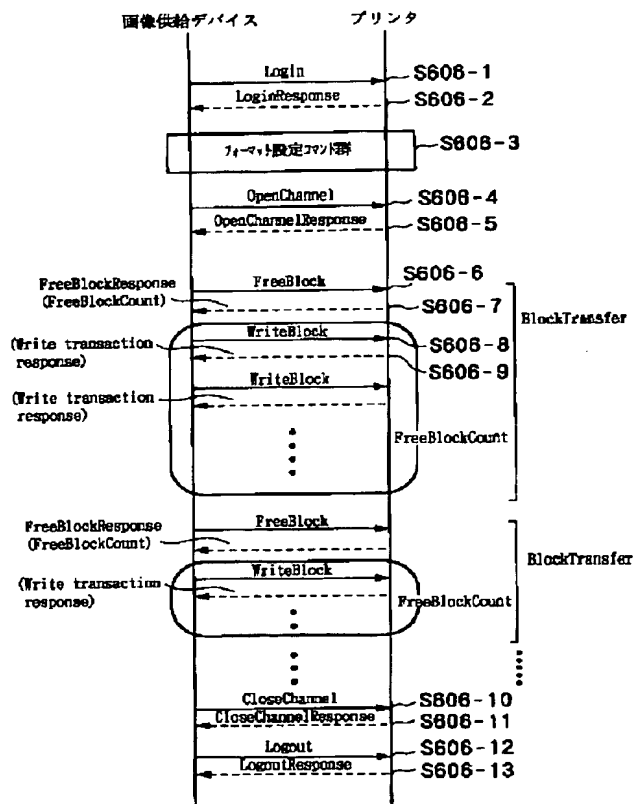 画像供給デバイス プリンタ
Login S606-1
LoginResponse S606-2
フォーマット設定コマンド群 S606-3
OpenChannel S606-4
OpenChannelResponse S606-5
S606-6
FreeBlockResponse FreeBlock
(FreeBlockCount) S606-7
BlockTransfer
WriteBlock S606-8
(Write transaction
response) S606-9
WriteBlock
(Write transaction
response)
FreeBlockCount
FreeBlockResponse FreeBlock
(FreeBlockCount)
BlockTransfer
WriteBlock
(Write transaction
response) FreeBlockCount
CloseChannel S606-10
CloseChannelResponse S606-11
Logout S606-12
LogoutResponse S606-13